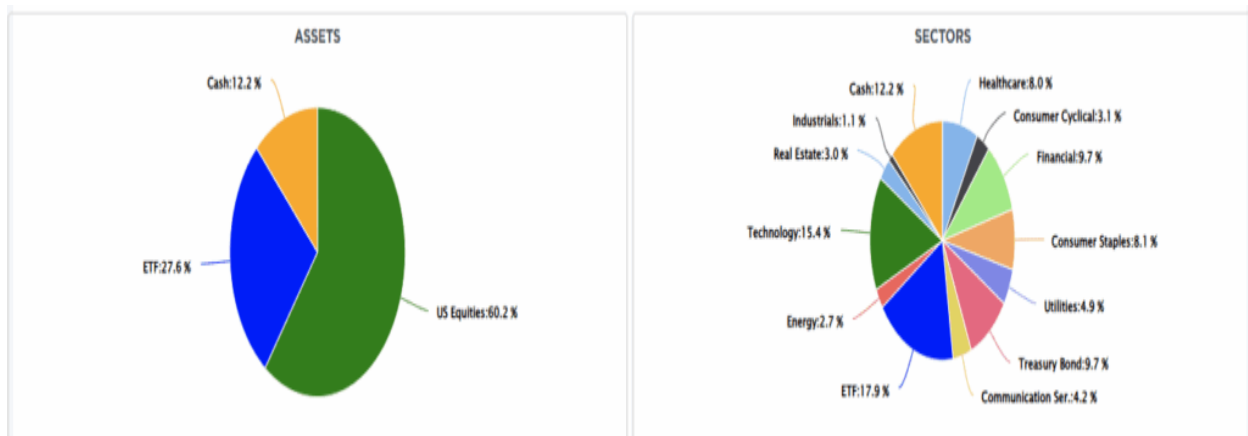 ASSETS
Cash:12.2 %
ETF:27.6 %
US Equities:60.2 %
SECTORS
Healthcare:8.0 %
Cash:12.2 %
Consumer Cyclical:3.1 %
Industrials:1.1 %
Real Estate:3.0 %
Financial:9.7 %
Technology:15.4 %
Consumer Staples:8.1 %
Utilities:4.9 %
Energy:2.7 %
Treasury Bond:9.7 %
ETF:17.9 %
Communication Ser.:4.2 %